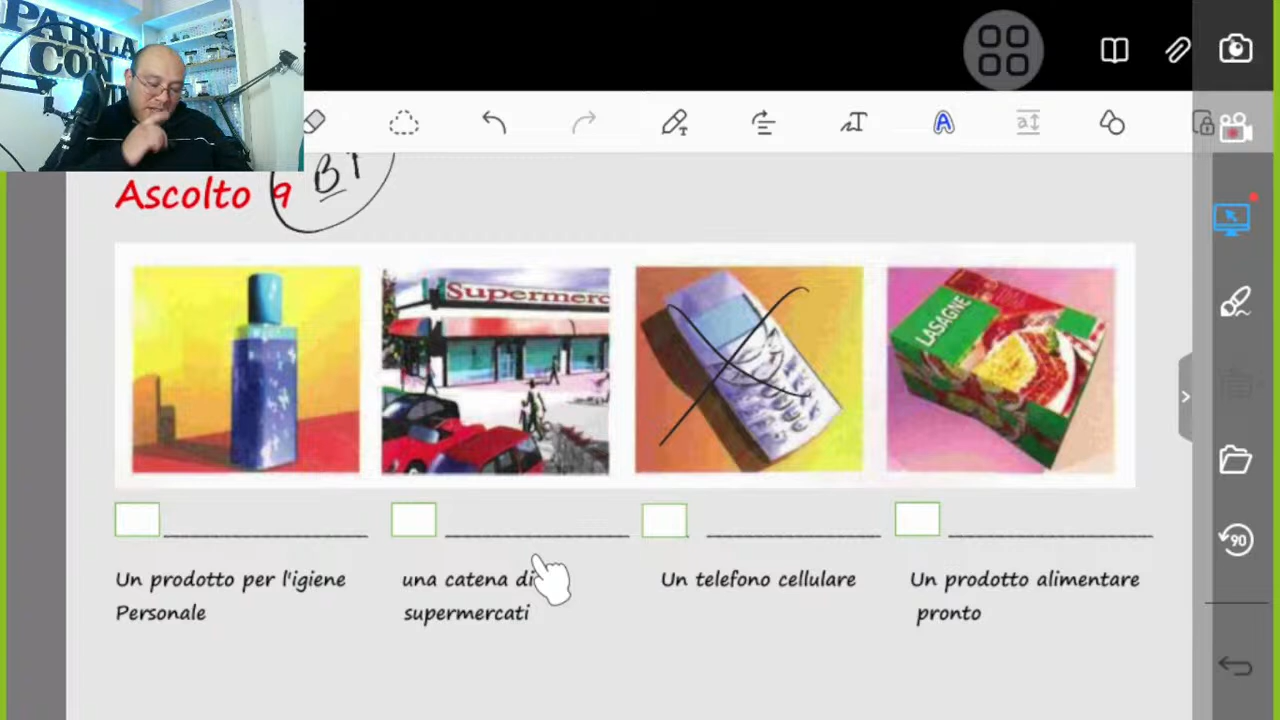 PARLA
CON
Ascolto 9
B1
Supermerc
LASAGNE
Un prodotto per l'igiene
Personale
una catena di
supermercati
Un telefono cellulare
Un prodotto alimentare
pronto
A
a
90